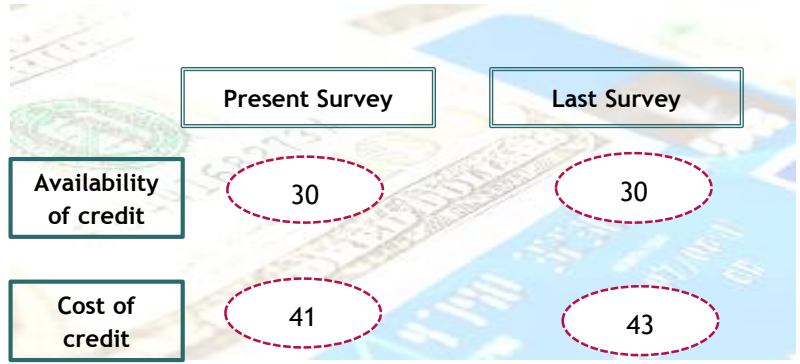 Present Survey
Last Survey
Availability
of credit
30
30
Cost of
credit
41
43